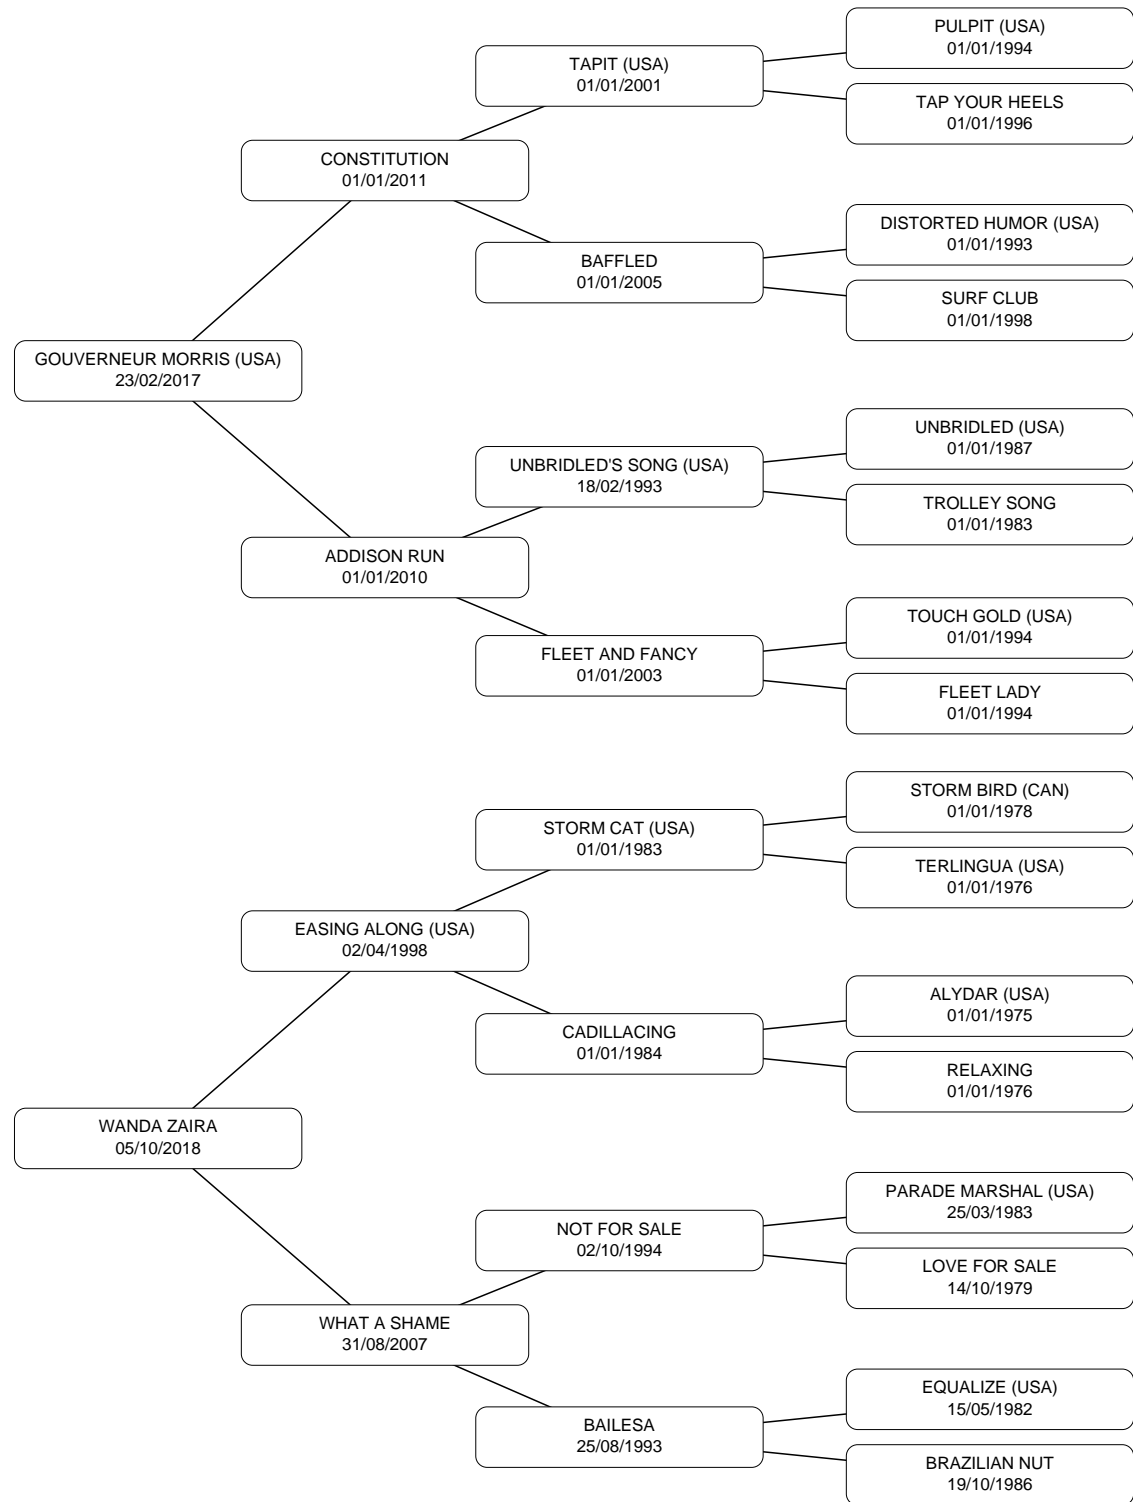 PULPIT (USA)
01/01/1994
TAPIT (USA)
01/01/2001
TAP YOUR HEELS
01/01/1996
CONSTITUTION
01/01/2011
DISTORTED HUMOR (USA)
01/01/1993
BAFFLED
01/01/2005
SURF CLUB
01/01/1998
GOUVERNEUR MORRIS (USA)
23/02/2017
UNBRIDLED (USA)
01/01/1987
UNBRIDLED'S SONG (USA)
18/02/1993
TROLLEY SONG
01/01/1983
ADDISON RUN
01/01/2010
TOUCH GOLD (USA)
01/01/1994
FLEET AND FANCY
01/01/2003
FLEET LADY
01/01/1994
STORM BIRD (CAN)
01/01/1978
STORM CAT (USA)
01/01/1983
TERLINGUA (USA)
01/01/1976
EASING ALONG (USA)
02/04/1998
ALYDAR (USA)
01/01/1975
CADILLACING
01/01/1984
RELAXING
01/01/1976
WANDA ZAIRA
05/10/2018
PARADE MARSHAL (USA)
25/03/1983
NOT FOR SALE
02/10/1994
LOVE FOR SALE
14/10/1979
WHAT A SHAME
31/08/2007
EQUALIZE (USA)
15/05/1982
BAILESA
25/08/1993
BRAZILIAN NUT
19/10/1986